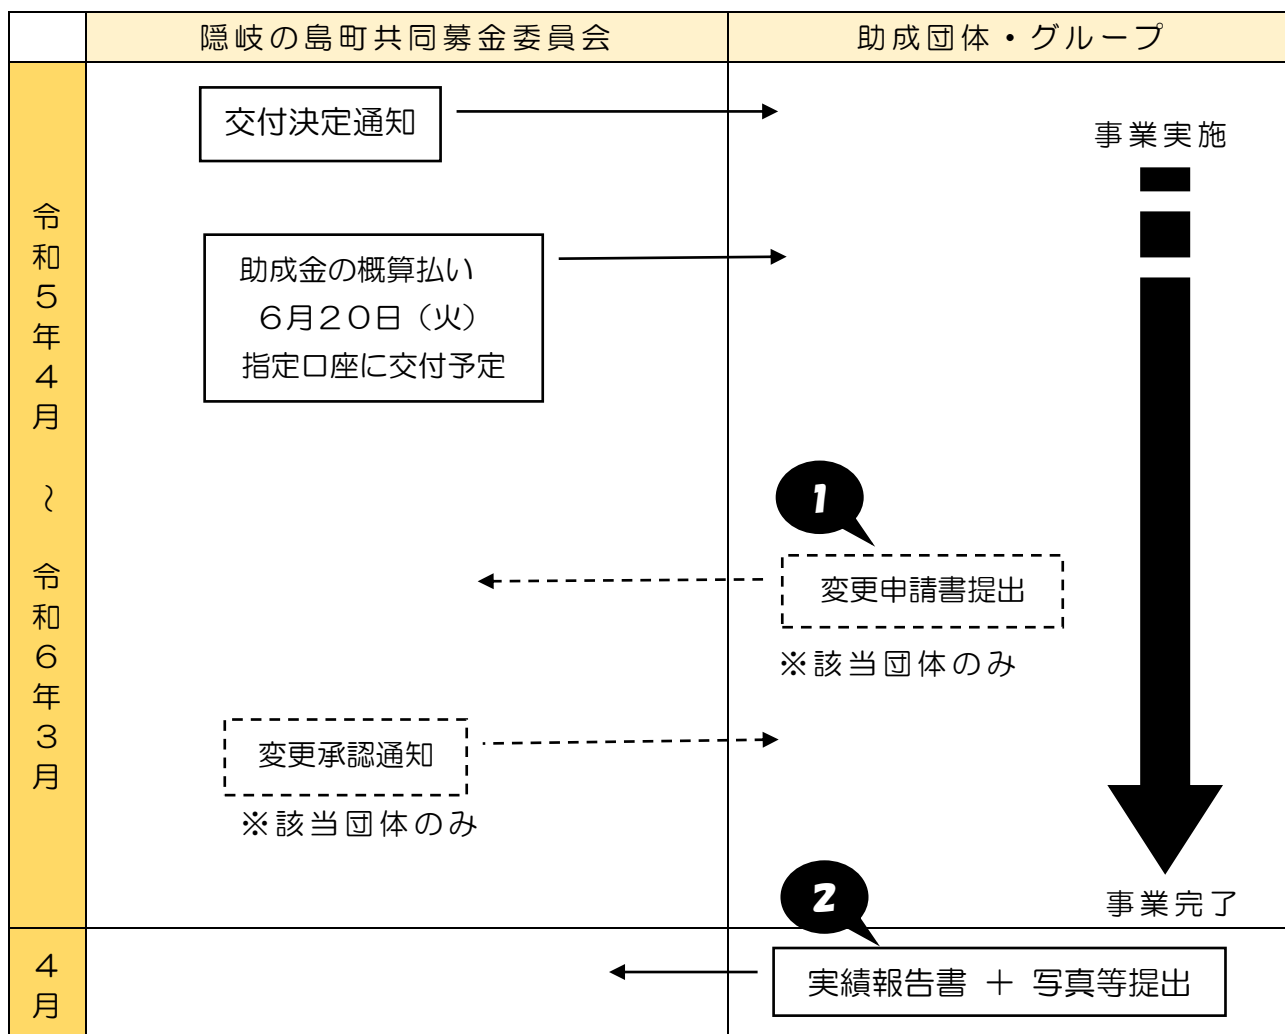 隠岐の島町共同募金委員会
助成団体・グループ
令和５年４月　～　令和６年３月
交付決定通知
事業実施
助成金の概算払い
６月２０日（火）
指定口座に交付予定
1
変更申請書提出
※該当団体のみ
変更承認通知
※該当団体のみ
2
事業完了
４月
実績報告書　＋　写真等提出